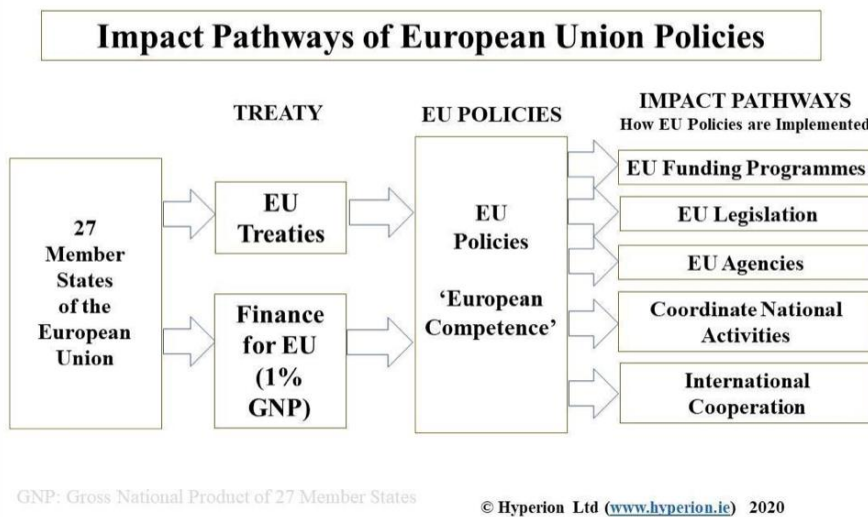 Impact Pathways of European Union Policies
TREATY
EU POLICIES
IMPACT PATHWAYS
How EU Policies are Implemented
27
Member
States
of the
European
Union
EU
Treaties
Finance
for EU
(1%
GNP)
EU
Policies
‘European
Competence’
EU Funding Programmes
EU Legislation
EU Agencies
Coordinate National
Activities
International
Cooperation
GNP: Gross National Product of 27 Member States
© Hyperion Ltd (www.hyperion.ie) 2020